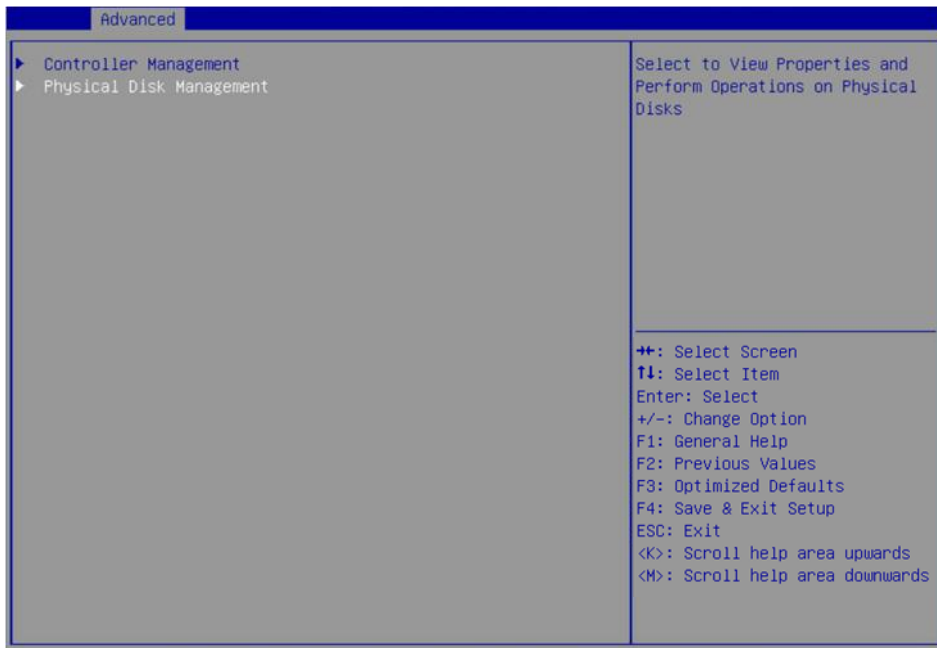 Advanced
Controller Management
Physical Disk Management
Select to View Properties and
Perform Operations on Physical
Disks
→←: Select Screen
↑↓: Select Item
Enter: Select
+/-: Change Option
F1: General Help
F2: Previous Values
F3: Optimized Defaults
F4: Save & Exit Setup
ESC: Exit
<K>: Scroll help area upwards
<M>: Scroll help area downwards